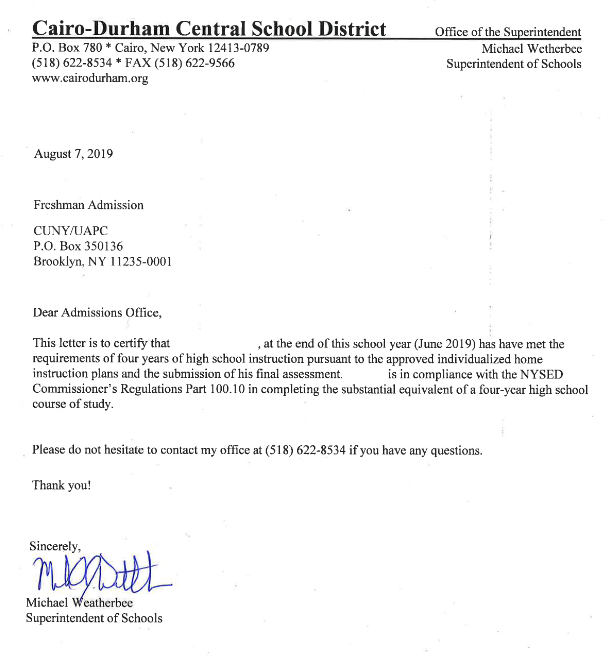 Cairo-Durham Central School District Office of the Superintendent
P.O. Box 780 * Cairo, New York 12413-0789 Michael Wetherbee
(518) 622-8534 * FAX (518) 622-9566 Superintendent of Schools
www.cairodurham.org
August 7, 2019
Freshman Admission
CUNY/UAPC
P.O. Box 350136
Brooklyn, NY 11235-0001
Dear Admissions Office,
This letter is to certify that , at the end of this school year (June 2019) has have met the
requirements of four years of high school instruction pursuant to the approved individualized home
instruction plans and the submission of his final assessment. is in compliance with the NYSED
Commissioner's Regulations Part 100.10 in completing the substantial equivalent of a four-year high school
course of study.
Please do not hesitate to contact my office at (518) 622-8534 if you have any questions.
Thank you!
Sincerely,
Michael Weatherbee
Superintendent of Schools